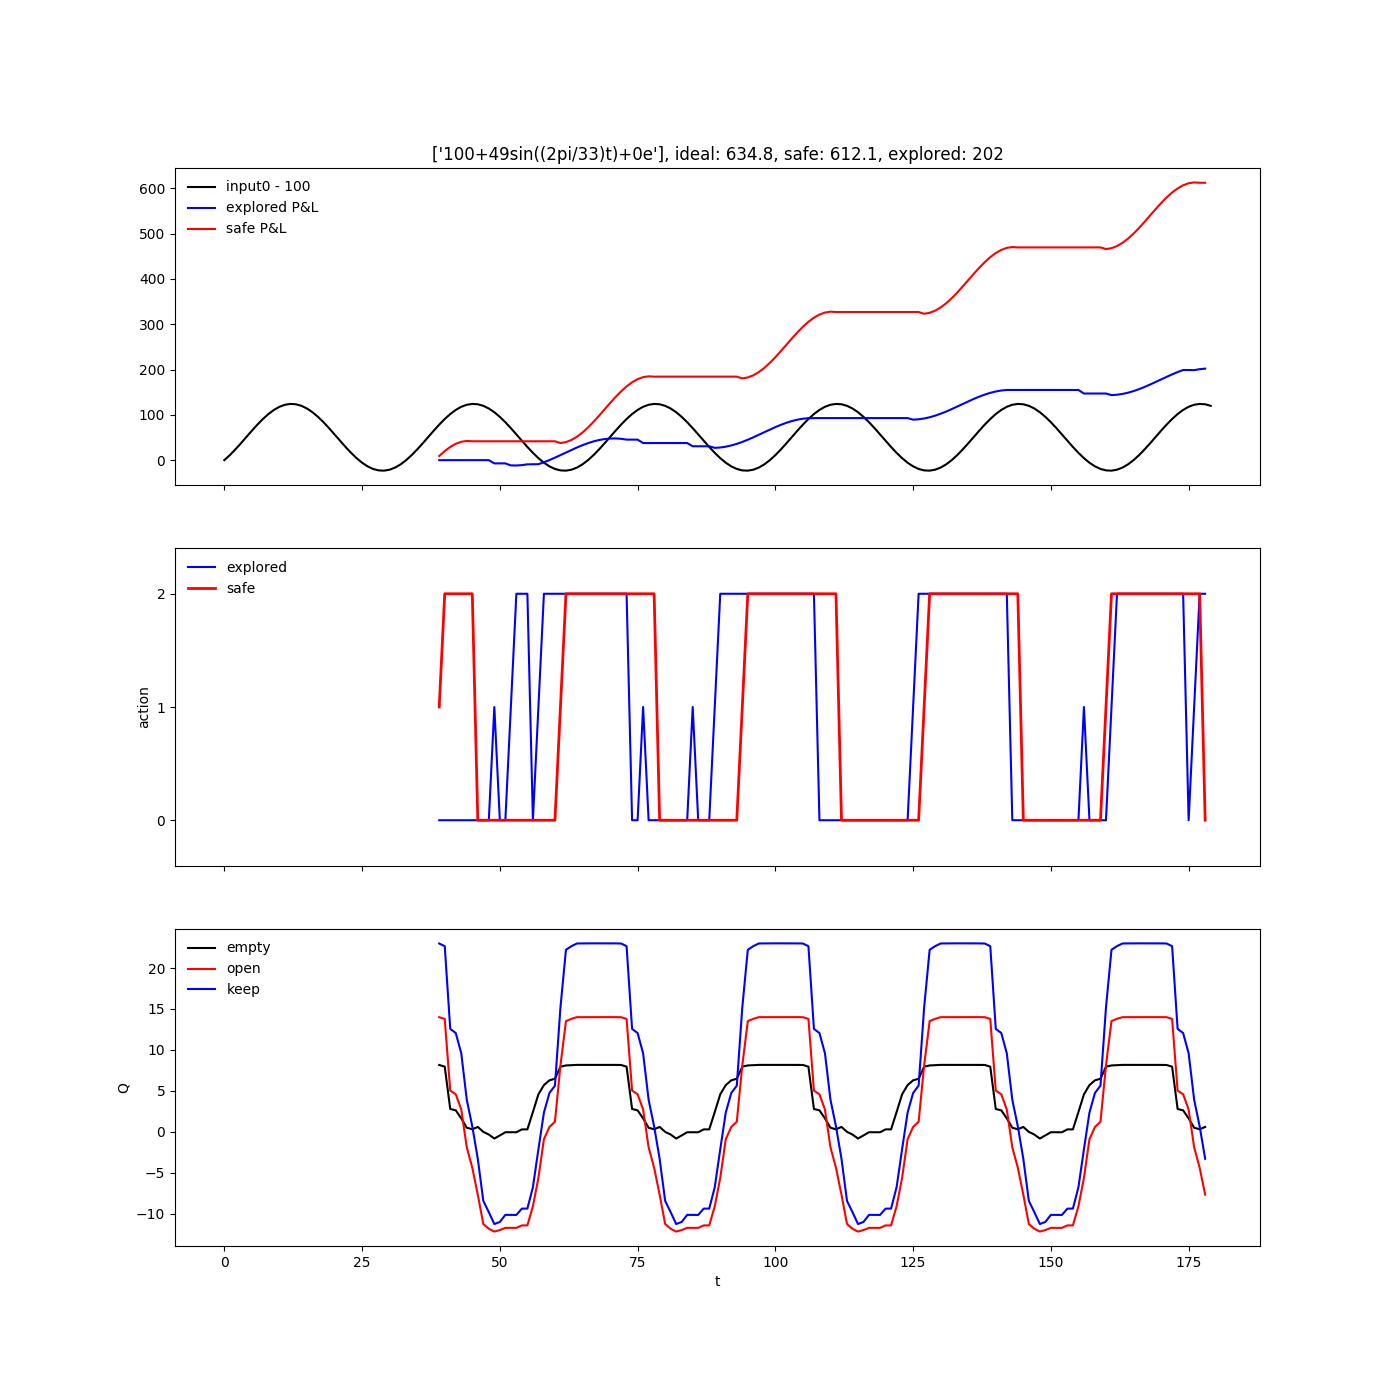 ['100+49sin((2pi/33)t)+0e'], ideal: 634.8, safe: 612.1, explored: 202
input0 - 100
explored P&L
safe P&L
600
500
400
300
200
100
0
explored
safe
2
1
0
action
empty
open
keep
20
15
10
5
0
−5
−10
Q
0 25 50 75 100 125 150 175
t